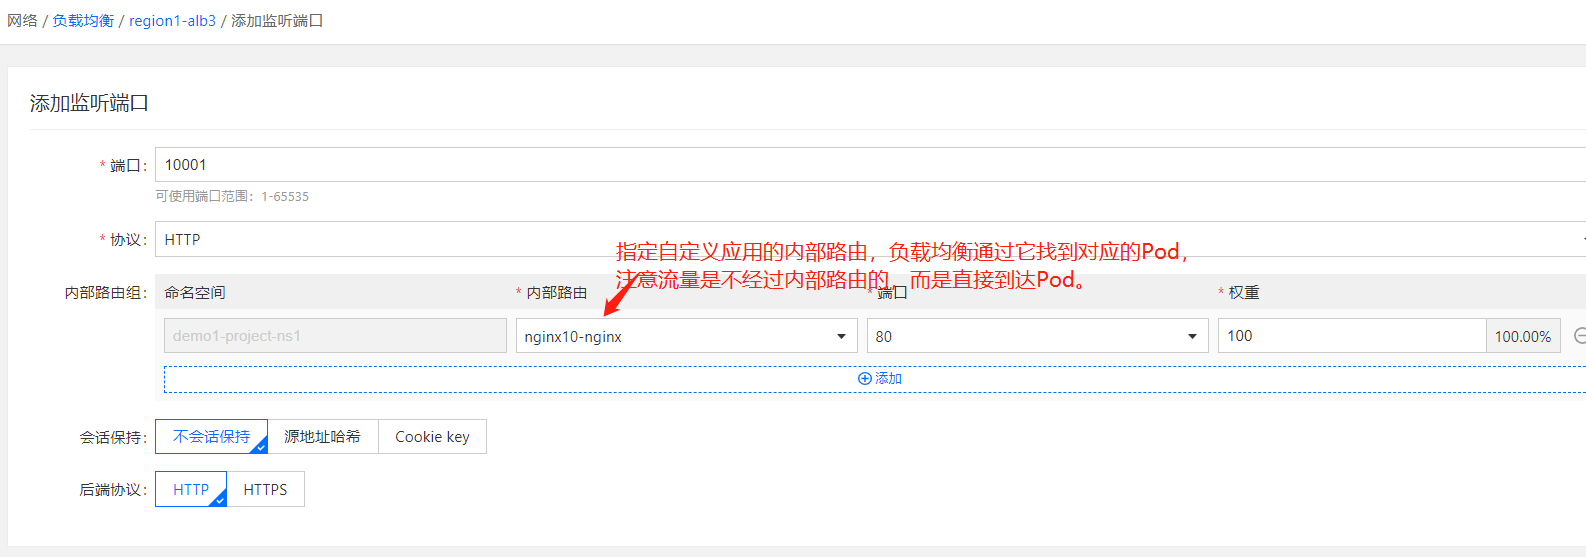 网络 / 负载均衡 / region1-alb3 / 添加监听端口
添加监听端口
* 端口: 10001
可使用端口范围: 1-65535
* 协议: HTTP
指定自定义应用的内部路由，负载均衡通过它找到对应的Pod，
注意流量是不经过内部路由的，而是直接到达Pod。
内部路由组: 命名空间 * 内部路由 * 端口 * 权重
demo1-project-ns1 nginx10-nginx 80 100 100.00%
添加
会话保持: 不会话保持 源地址哈希 Cookie key
后端协议: HTTP HTTPS